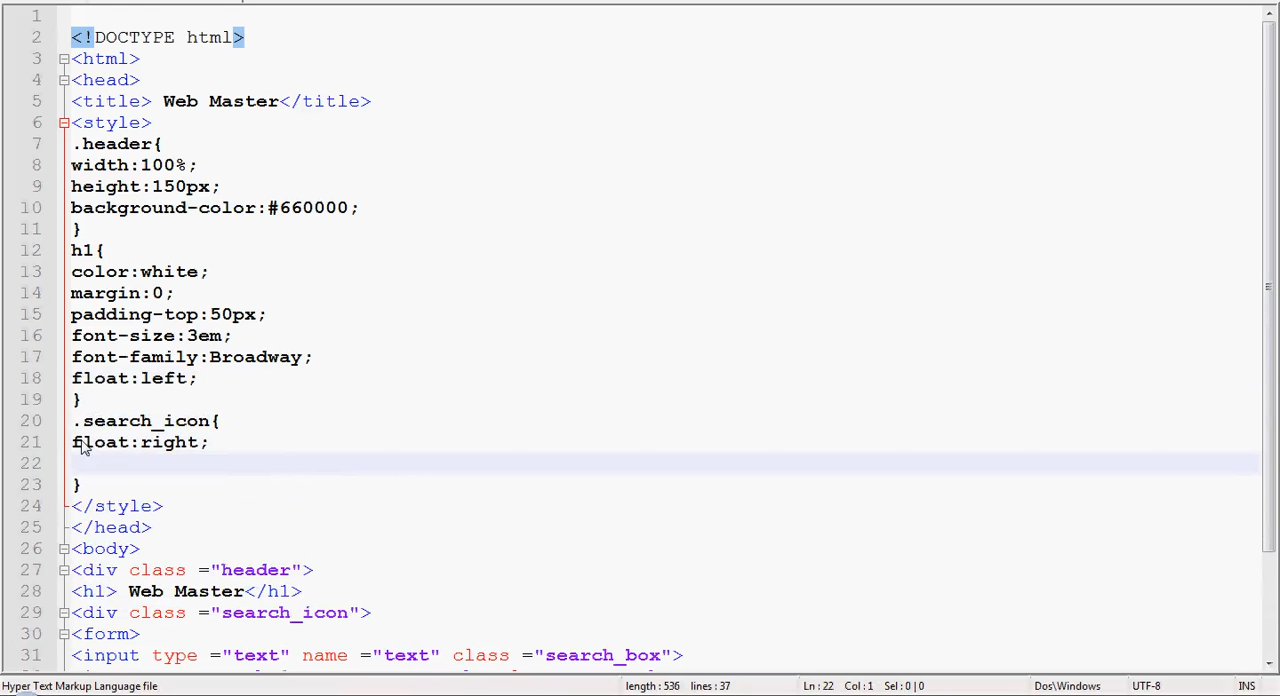 1
2 <!DOCTYPE html>
3 <html>
4 <head>
5 <title> Web Master</title>
6 <style>
7 .header{
8 width:100%;
9 height:150px;
10 background-color:#660000;
11 }
12 h1{
13 color:white;
14 margin:0;
15 padding-top:50px;
16 font-size:3em;
17 font-family:Broadway;
18 float:left;
19 }
20 .search_icon{
21 float:right;
22
23 }
24 </style>
25 </head>
26 <body>
27 <div class ="header">
28 <h1> Web Master</h1>
29 <div class ="search_icon">
30 <form>
31 <input type ="text" name ="text" class ="search_box">
Hyper Text Markup Language file length : 536 lines : 37 Ln : 22 Col : 1 Sel : 0 | 0 Dos\Windows UTF-8 INS